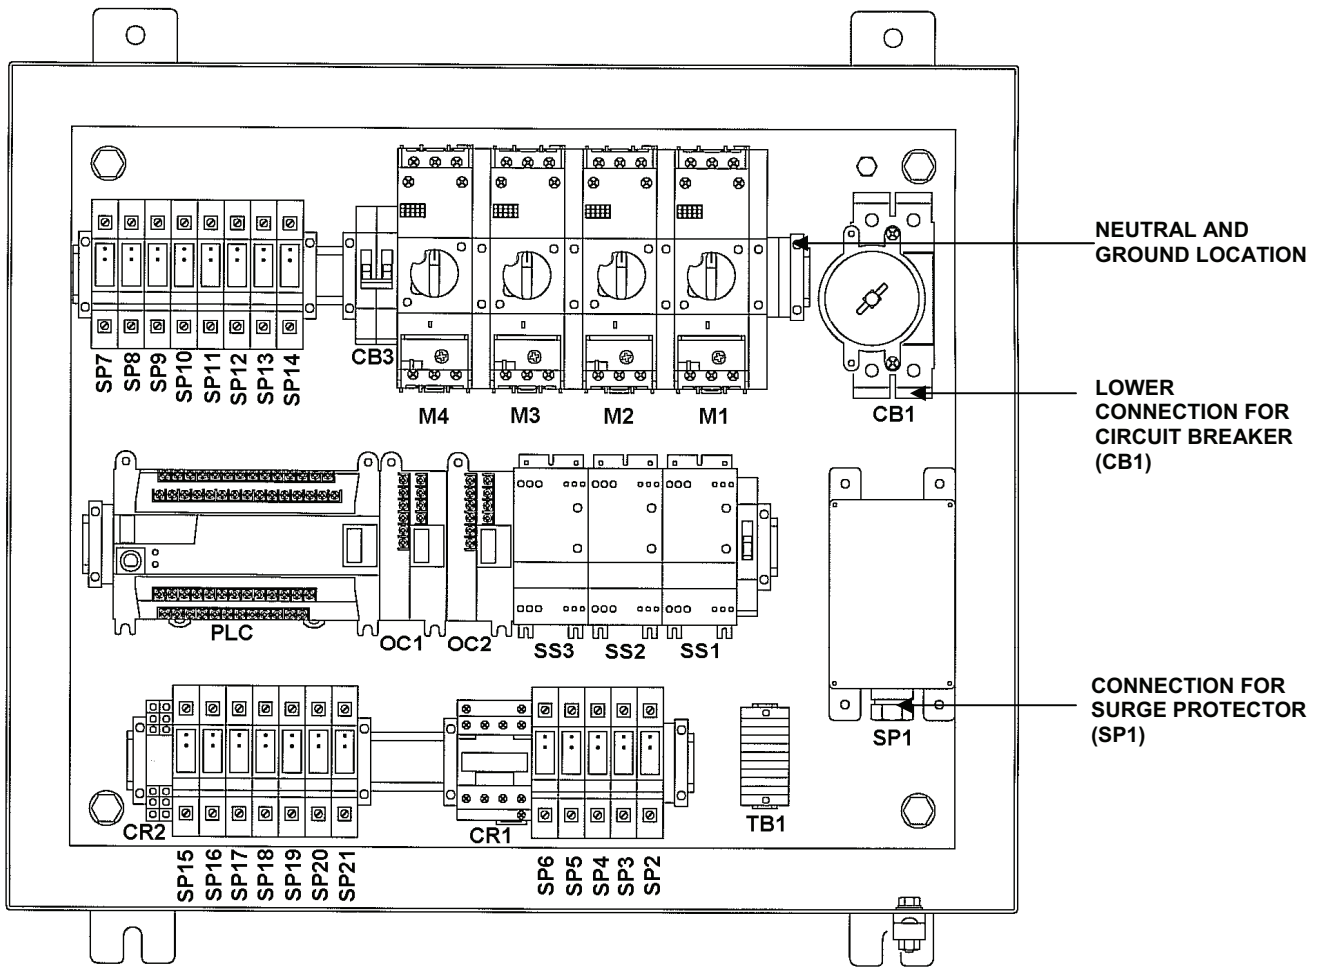 NEUTRAL AND
GROUND LOCATION
SP7
SP8
SP9
SP10
SP11
SP12
SP13
SP14
CB3
M4
M3
M2
M1
CB1
LOWER
CONNECTION FOR
CIRCUIT BREAKER
(CB1)
PLC
OC1
OC2
SS3
SS2
SS1
SP1
CONNECTION FOR
SURGE PROTECTOR
(SP1)
CR2
SP15
SP16
SP17
SP18
SP19
SP20
SP21
CR1
SP6
SP5
SP4
SP3
SP2
TB1